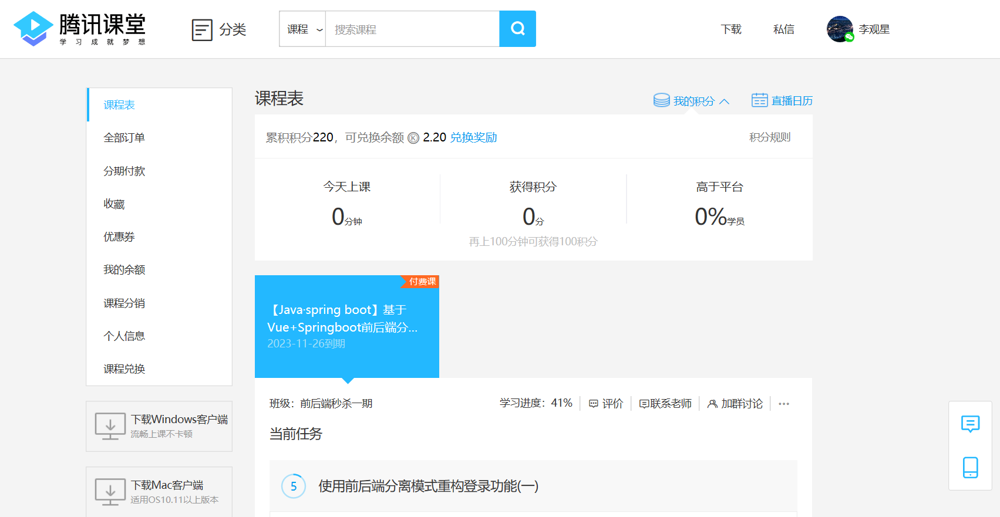 腾讯课堂
学习成就梦想
分类
课程
搜索课程
下载
私信
李观星
课程表
全部订单
分期付款
收藏
优惠券
我的余额
课程分销
个人信息
课程兑换
下载Windows客户端
流畅上课不卡顿
下载Mac客户端
适用OS10.11以上版本
课程表
我的积分
直播日历
累积积分220，可兑换余额 K 2.20 兑换奖励
积分规则
今天上课
0分钟
获得积分
0分
高于平台
0%学员
再上100分钟可获得100积分
付费课
【Java·spring boot】基于
Vue+Springboot前后端分...
2023-11-26到期
班级：前后端秒杀一期
学习进度：41%
评价
联系老师
加群讨论
...
当前任务
5
使用前后端分离模式重构登录功能(一)